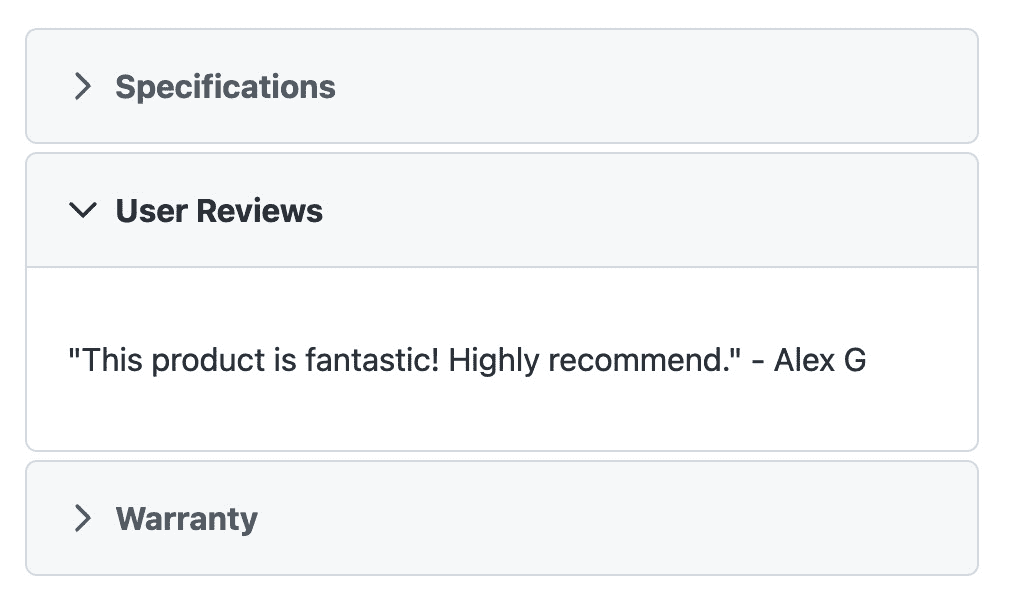 Specifications
User Reviews
"This product is fantastic! Highly recommend." - Alex G
Warranty